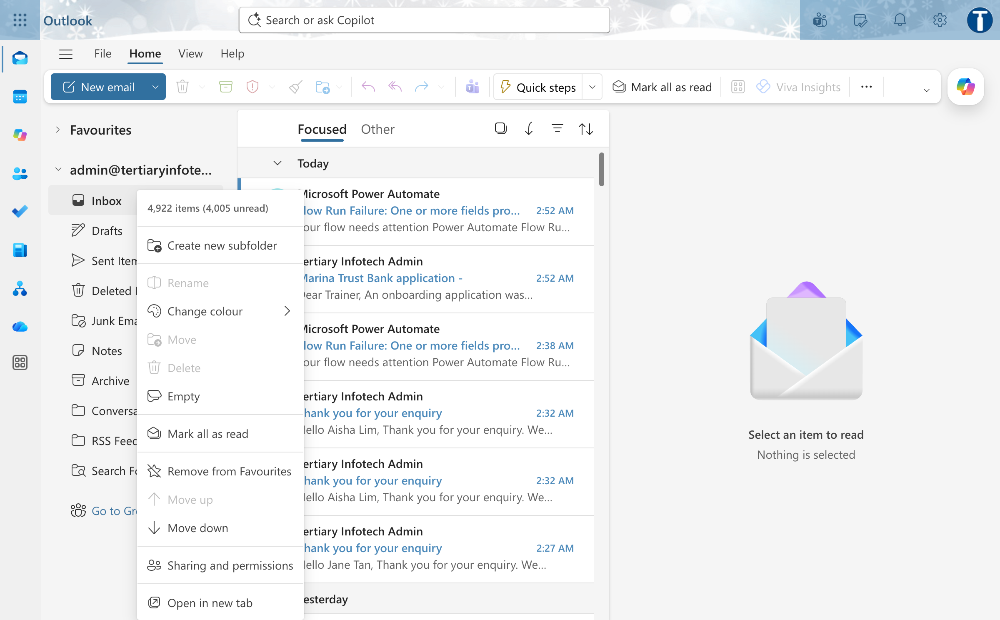 Outlook
Search or ask Copilot
File Home View Help
New email
Quick steps
Mark all as read
Viva Insights
Favourites
admin@tertiaryinfote...
Inbox
Drafts
Sent Item
Deleted
Junk Ema
Notes
Archive
Conversa
RSS Feed
Search Fo
Go to Gr
4,922 items (4,005 unread)
Create new subfolder
Rename
Change colour
Move
Delete
Empty
Mark all as read
Remove from Favourites
Move up
Move down
Sharing and permissions
Open in new tab
Focused Other
Today
Microsoft Power Automate
low Run Failure: One or more fields pro... 2:52 AM
our flow needs attention Power Automate Flow Ru...
ertiary Infotech Admin
Marina Trust Bank application - 2:52 AM
Dear Trainer, An onboarding application was...
Microsoft Power Automate
low Run Failure: One or more fields pro... 2:38 AM
our flow needs attention Power Automate Flow Ru...
ertiary Infotech Admin
hank you for your enquiry 2:32 AM
ello Aisha Lim, Thank you for your enquiry. We...
ertiary Infotech Admin
hank you for your enquiry 2:32 AM
ello Aisha Lim, Thank you for your enquiry. We...
ertiary Infotech Admin
hank you for your enquiry 2:27 AM
ello Jane Tan, Thank you for your enquiry. We...
esterday
Select an item to read
Nothing is selected